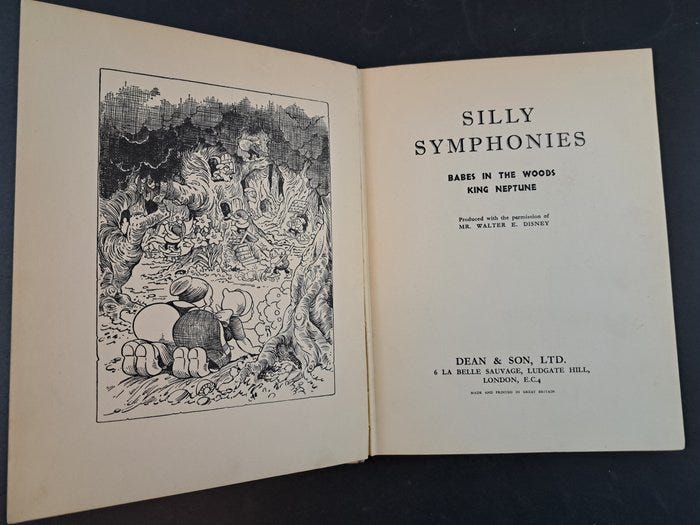 SILLY
SYMPHONIES
BABES IN THE WOODS
KING NEPTUNE
Produced with the permission of
MR. WALTER E. DISNEY
DEAN & SON, LTD.
6 LA BELLE SAUVAGE, LUDGATE HILL,
LONDON, E.C.4
MADE AND PRINTED IN GREAT BRITAIN